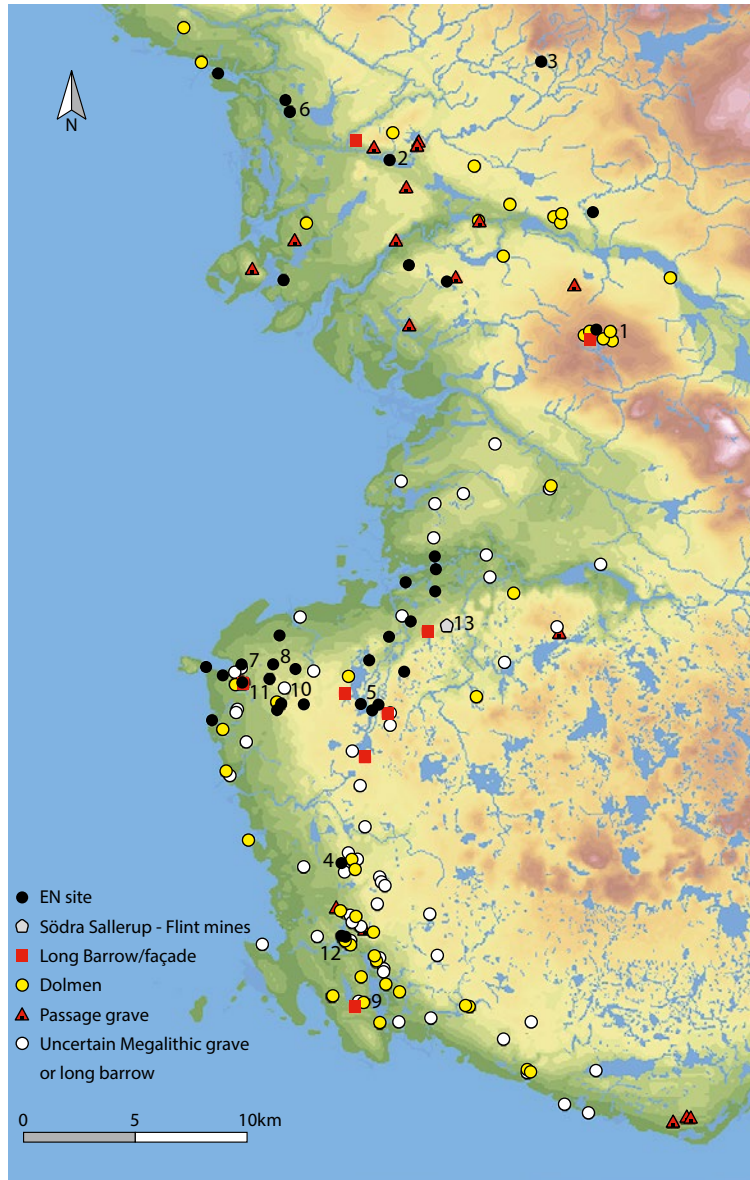 3
6
N
2
1
13
7
8
11
10
5
4
12
9
EN site
Södra Sallerup - Flint mines
Long Barrow/façade
Dolmen
Passage grave
Uncertain Megalithic grave
or long barrow
0 5 10km